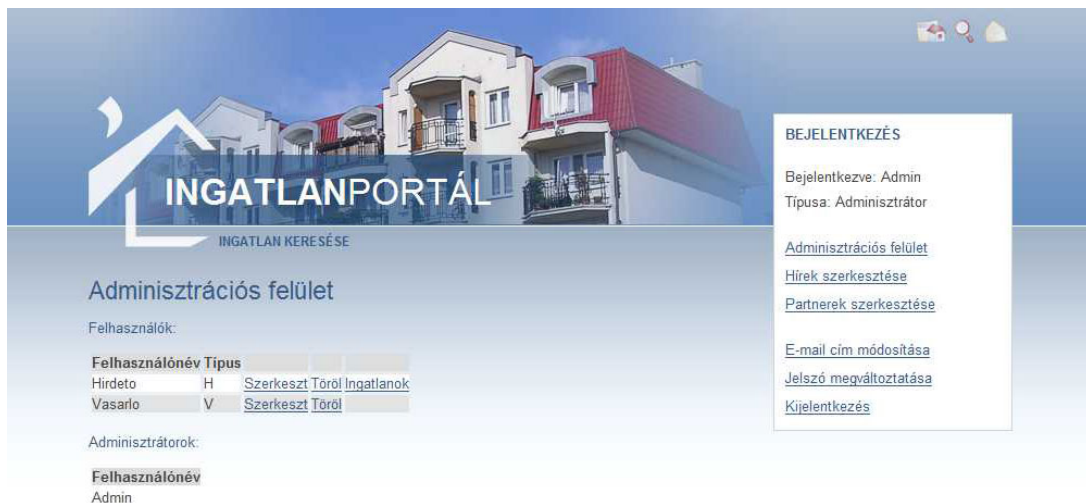 INGATLANPORTÁL
INGATLAN KERESÉSE
Adminisztrációs felület
Felhasználók:
Felhasználónév Típus
Hirdeto H Szerkeszt Töröl Ingatlanok
Vasarlo V Szerkeszt Töröl
Adminisztrátorok:
Felhasználónév
Admin
BEJELENTKEZÉS
Bejelentkezve: Admin
Típusa: Adminisztrátor
Adminisztrációs felület
Hírek szerkesztése
Partnerek szerkesztése
E-mail cím módosítása
Jelszó megváltoztatása
Kijelentkezés